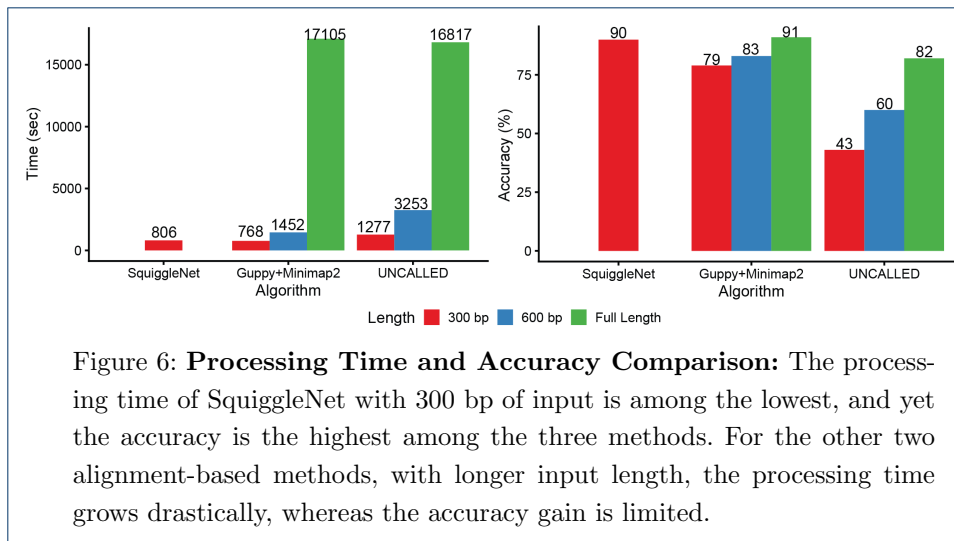 17105
16817
15000
10000
5000
0
Time (sec)
806
768
1452
1277
3253
SquiggleNet
Guppy+Minimap2
UNCALLED
Algorithm
90
79
83
91
43
60
82
75
50
25
0
Accuracy (%)
SquiggleNet
Guppy+Minimap2
UNCALLED
Algorithm
Length 300 bp 600 bp Full Length
Figure 6: Processing Time and Accuracy Comparison: The process-
ing time of SquiggleNet with 300 bp of input is among the lowest, and yet
the accuracy is the highest among the three methods. For the other two
alignment-based methods, with longer input length, the processing time
grows drastically, whereas the accuracy gain is limited.